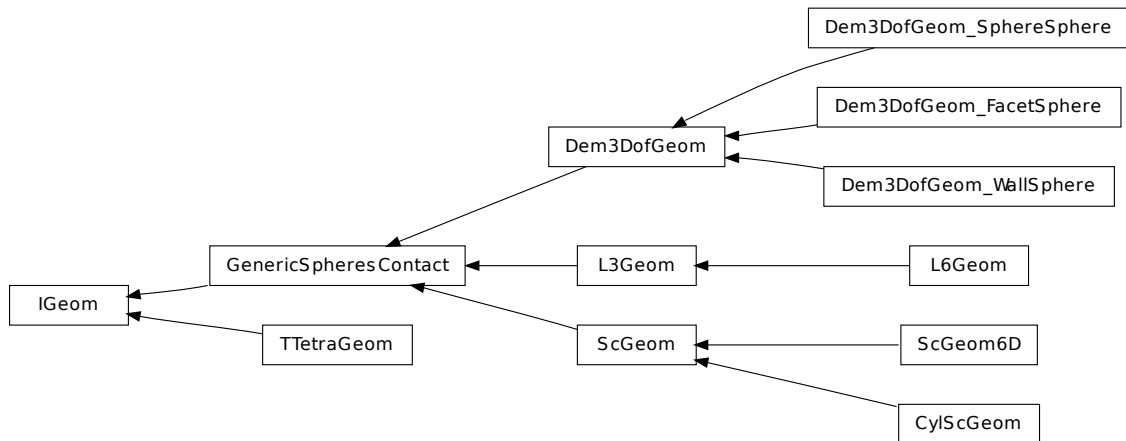 Dem3DofGeom_SphereSphere
Dem3DofGeom_FacetSphere
Dem3DofGeom
Dem3DofGeom_WallSphere
GenericSpheresContact
L3Geom
L6Geom
IGeom
TTetraGeom
ScGeom
ScGeom6D
CylScGeom